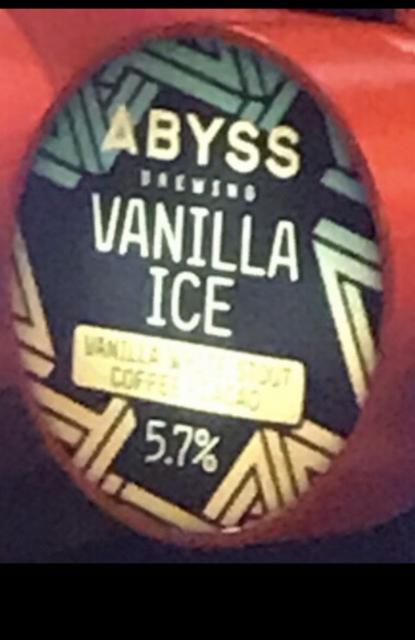 ABYSS
BREWING
VANILLA
ICE
VANILLA WHITE STOUT
COFFEE CACAO
5.7%